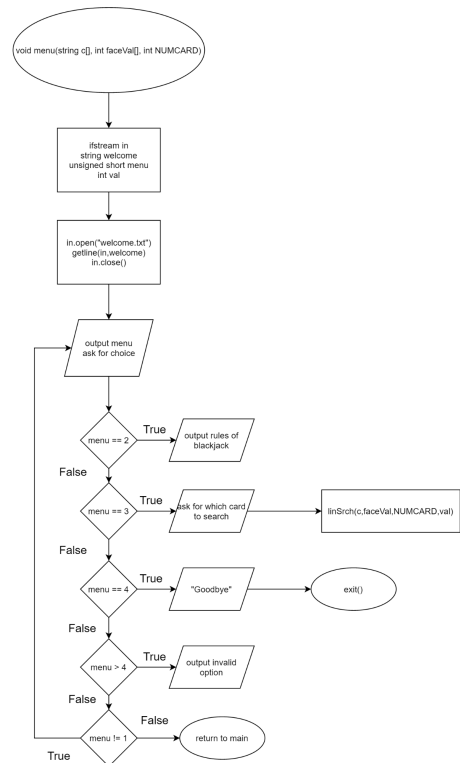 void menu(string c[], int faceVal[], int NUMCARD)
ifstream in
string welcome
unsigned short menu
int val
in.open("welcome.txt")
getline(in,welcome)
in.close()
output menu
ask for choice
menu == 2
True
output rules of
blackjack
False
menu == 3
True
ask for which card
to search
linSrch(c,faceVal,NUMCARD,val)
False
menu == 4
True
"Goodbye"
exit()
False
menu > 4
True
output invalid
option
False
menu != 1
False
return to main
True